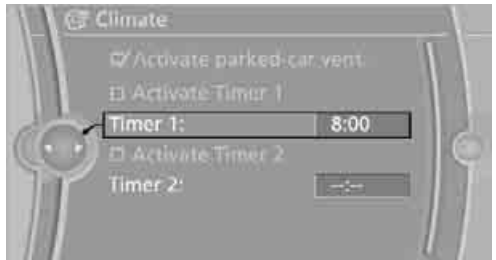 Climate
Activate parked-car vent.
Activate Timer 1
Timer 1: 8:00
Activate Timer 2
Timer 2: --:--